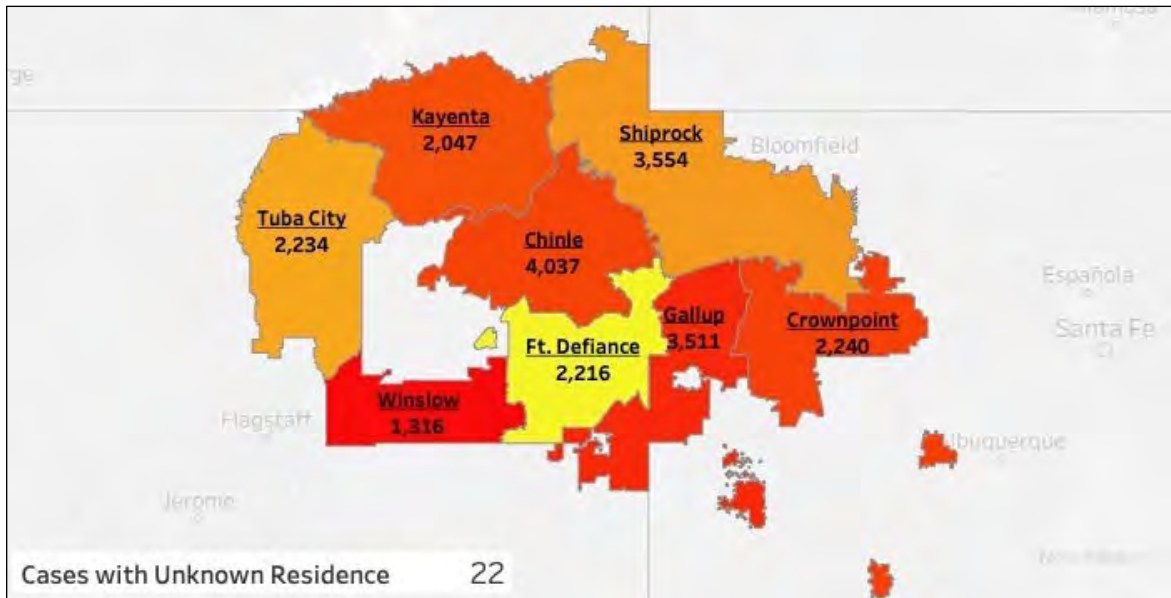 Kayenta
2,047
Shiprock
3,554
Bloomfield
Tuba City
2,234
Chinle
4,037
Española
Gallup
3,511
Crownpoint
2,240
Santa Fe
Ft. Defiance
2,216
Winslow
1,316
Flagstaff
lbuquerque
Jerome
Cases with Unknown Residence 22